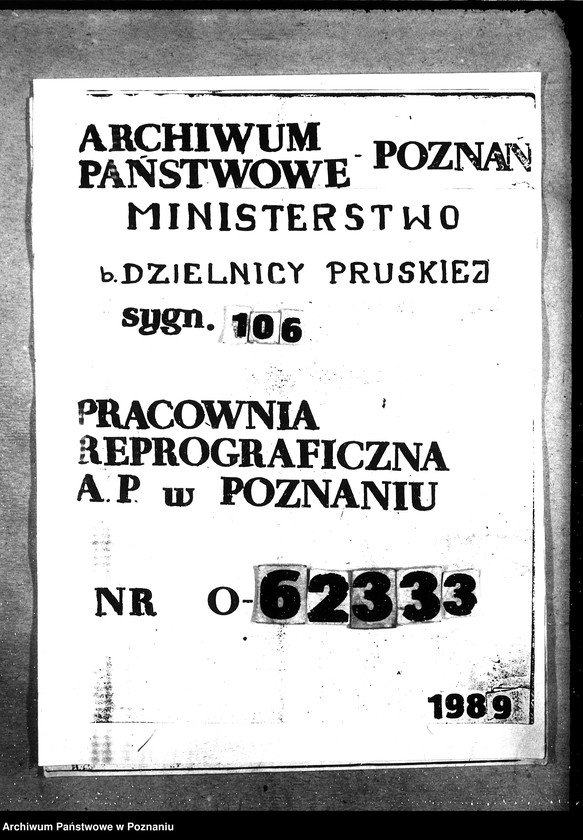 ARCHIWUM
PAŃSTWOWE - POZNAŃ
MINISTERSTWO
b. DZIELNICY PRUSKIEJ
sygn. 106
PRACOWNIA
REPROGRAFICZNA
A.P. w POZNANIU
NR O-62333
1989
Archiwum Państwowe w Poznaniu